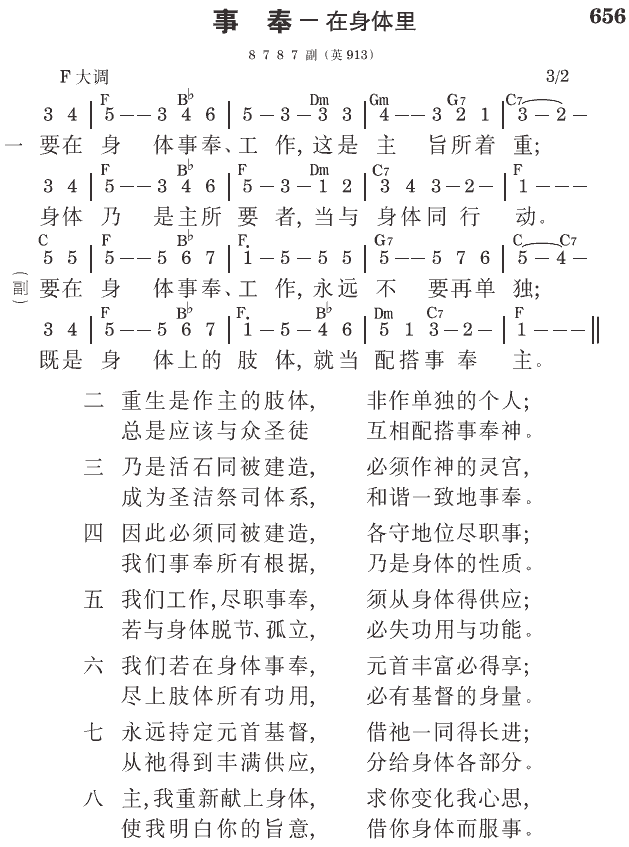 事 奉 — 在身体里 656
8 7 8 7 副（英913）
F 大调 3/2
F B♭ Dm Gm G7 C7
3 4 | 5 – – 3 4 6 | 5 – 3 – 3 3 | 4 – – 3 2 1 | 3 – 2 –
一 要在 身 体事奉、工 作, 这是 主 旨所着 重;
F B♭ F Dm C7 F
3 4 | 5 – – 3 4 6 | 5 – 3 – 1 2 | 3 4 3 – 2 – | 1 – – –
身体 乃 是主所 要 者, 当与 身体同 行 动。
C F B♭ F G7 C C7
5 5 | 5 – – 5 6 7 | 1̇ – 5 – 5 5 | 5 – – 5 7 6 | 5 – 4 –
（副） 要在 身 体事奉、工 作, 永远 不 要再单 独;
F B♭ F B♭ Dm C7 F
3 4 | 5 – – 5 6 7 | 1̇ – 5 – 4 6 | 5 1 3 – 2 – | 1 – – – ‖
既是 身 体上的 肢 体, 就当 配搭事 奉 主。
二 重生是作主的肢体, 非作单独的个人;
总是应该与众圣徒 互相配搭事奉神。
三 乃是活石同被建造, 必须作神的灵宫,
成为圣洁祭司体系, 和谐一致地事奉。
四 因此必须同被建造, 各守地位尽职事;
我们事奉所有根据, 乃是身体的性质。
五 我们工作,尽职事奉, 须从身体得供应;
若与身体脱节、孤立, 必失功用与功能。
六 我们若在身体事奉, 元首丰富必得享;
尽上肢体所有功用, 必有基督的身量。
七 永远持定元首基督, 借祂一同得长进;
从祂得到丰满供应, 分给身体各部分。
八 主,我重新献上身体, 求你变化我心思,
使我明白你的旨意, 借你身体而服事。